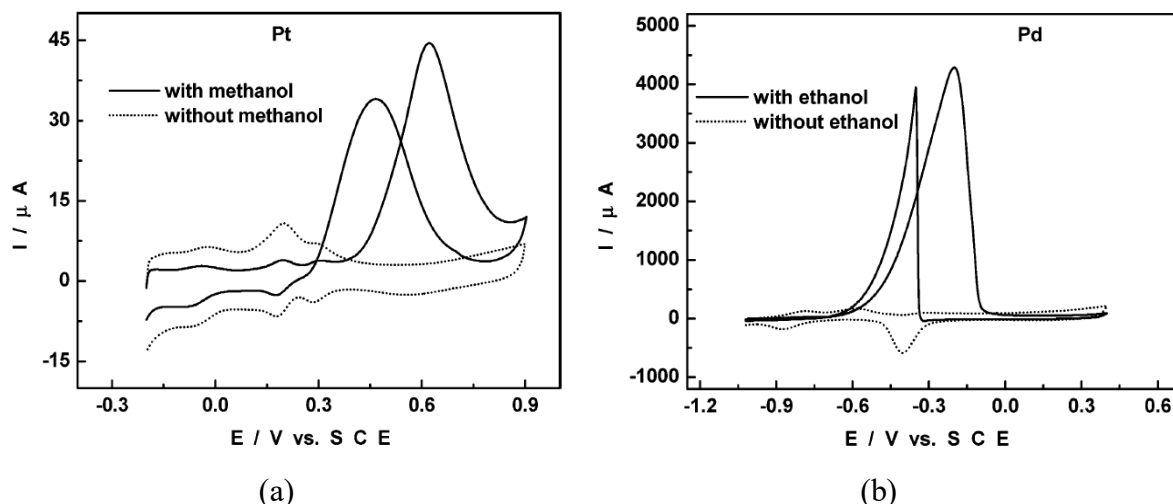 Pt
with methanol
without methanol
45
30
15
0
-15
-0.3
0.0
0.3
0.6
0.9
I / μ A
E / V vs. S C E
(a)
Pd
with ethanol
without ethanol
5000
4000
3000
2000
1000
0
-1000
-1.2
-0.9
-0.6
-0.3
0.0
0.3
0.6
I / μ A
E / V vs. S C E
(b)